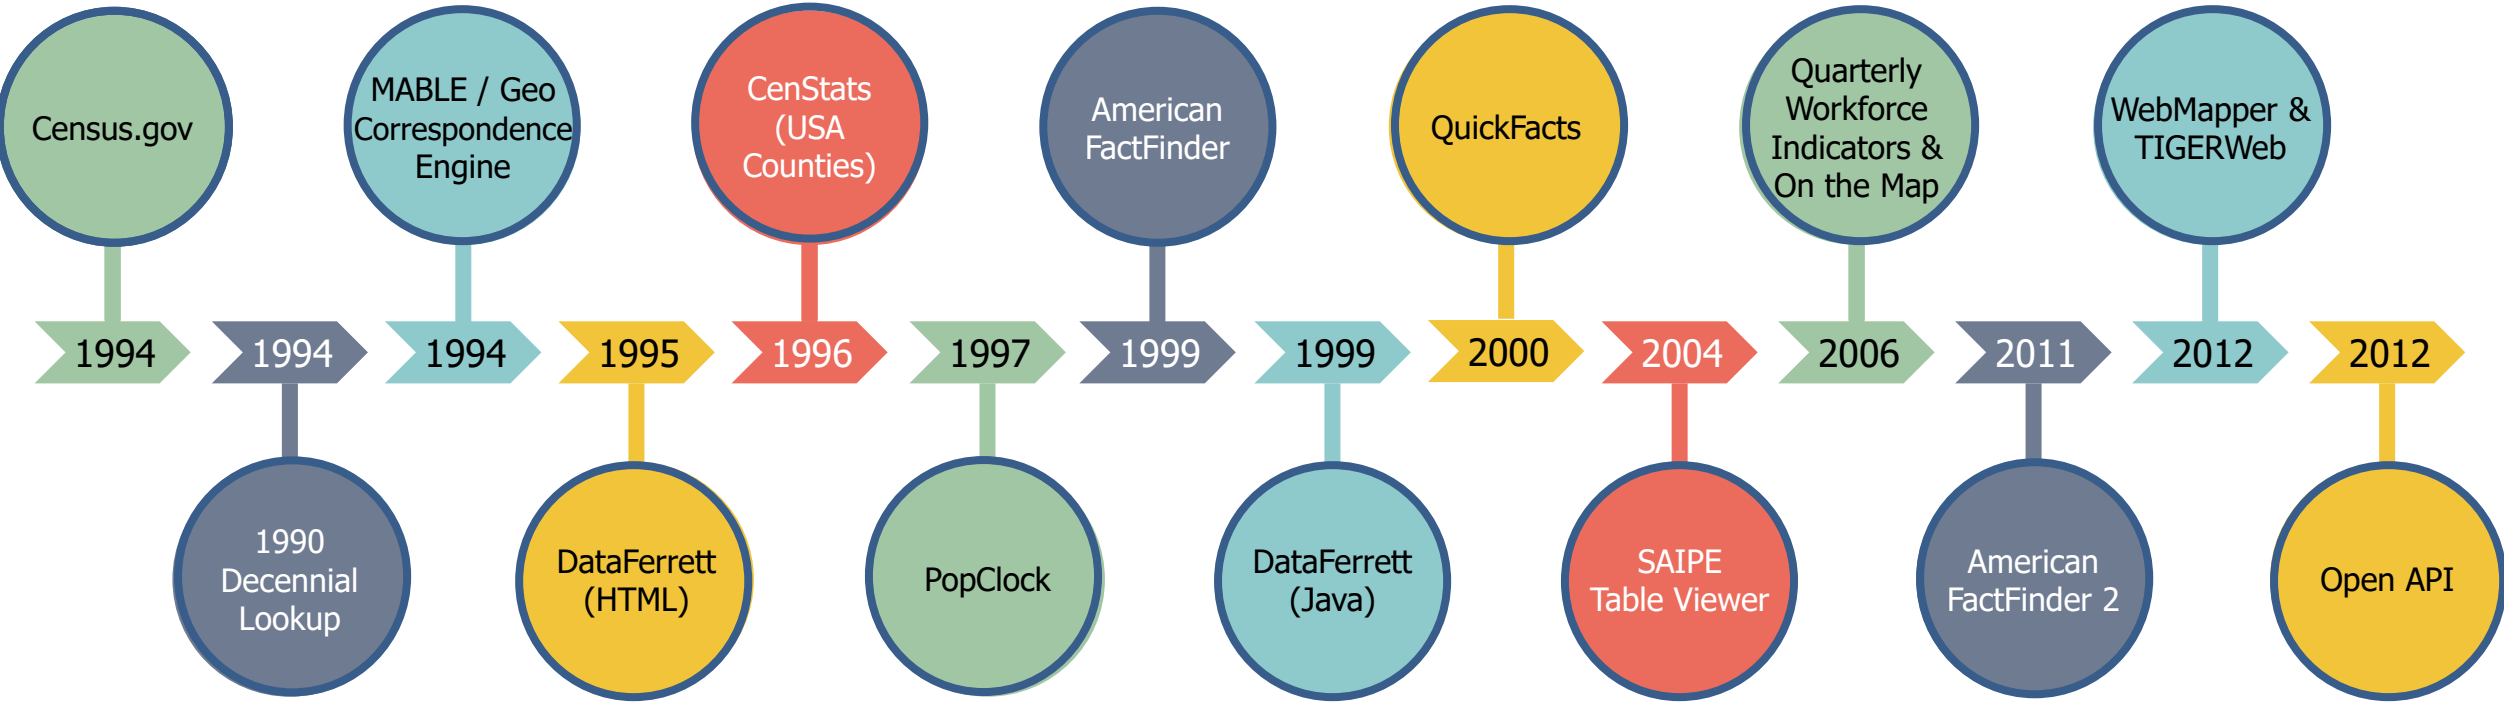 Census.gov
MABLE / Geo
Correspondence
Engine
CenStats
(USA
Counties)
American
FactFinder
QuickFacts
Quarterly
Workforce
Indicators &
On the Map
WebMapper &
TIGERWeb
1994
1994
1994
1995
1996
1997
1999
1999
2000
2004
2006
2011
2012
2012
1990
Decennial
Lookup
DataFerrett
(HTML)
PopClock
DataFerrett
(Java)
SAIPE
Table Viewer
American
FactFinder 2
Open API